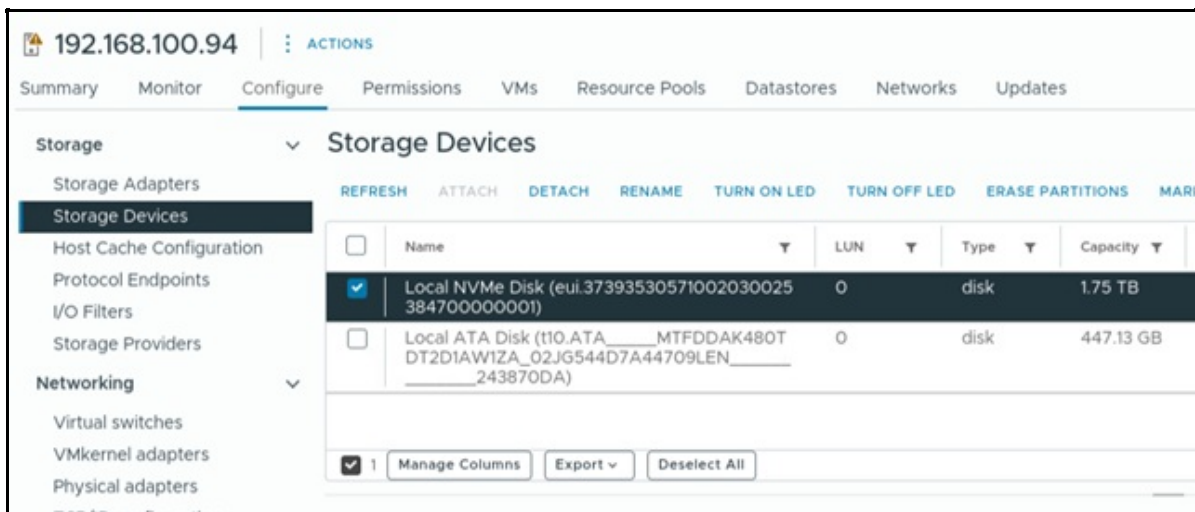 192.168.100.94 ACTIONS
Summary Monitor Configure Permissions VMs Resource Pools Datastores Networks Updates
Storage
Storage Adapters
Storage Devices
Host Cache Configuration
Protocol Endpoints
I/O Filters
Storage Providers
Networking
Virtual switches
VMkernel adapters
Physical adapters
Storage Devices
REFRESH ATTACH DETACH RENAME TURN ON LED TURN OFF LED ERASE PARTITIONS
Name LUN Type Capacity
Local NVMe Disk (eui.37393530571002030025 0 disk 1.75 TB
384700000001)
Local ATA Disk (t10.ATA_____MTFDDAK480T 0 disk 447.13 GB
DT2D1AW1ZA_02JG544D7A44709LEN______
_________243870DA)
1 Manage Columns Export Deselect All